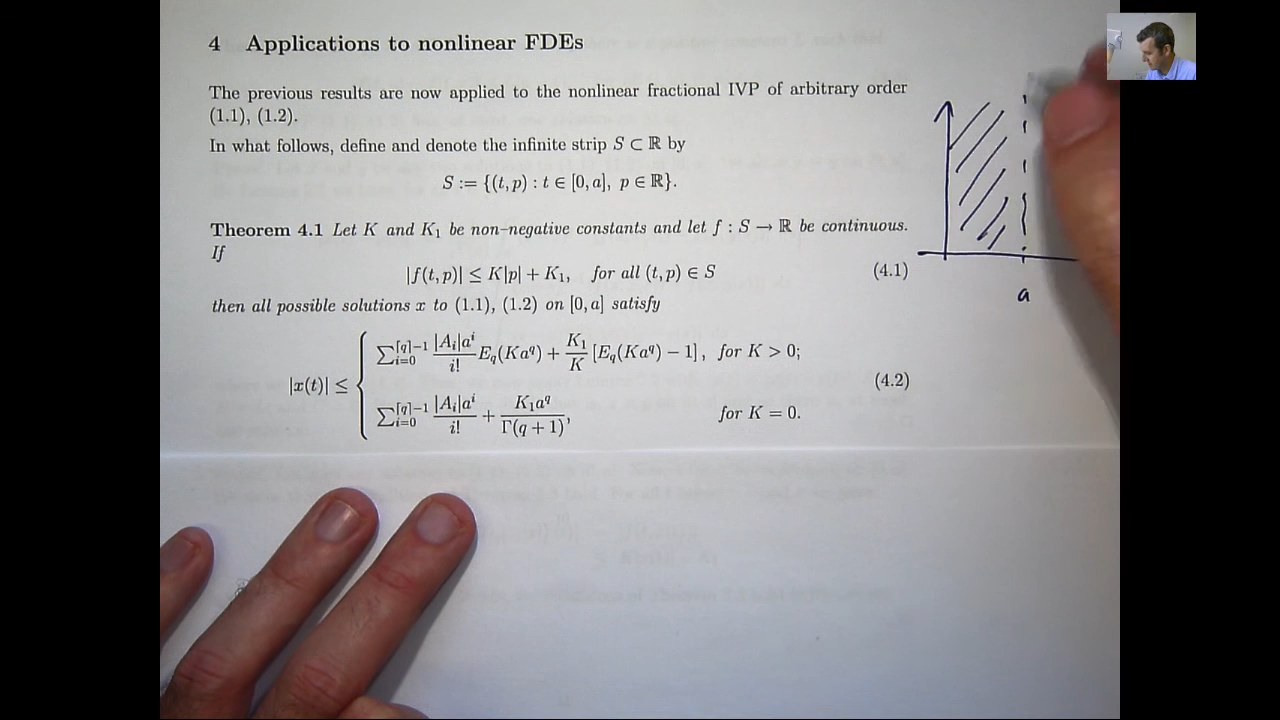 4 Applications to nonlinear FDEs
The previous results are now applied to the nonlinear fractional IVP of arbitrary order
(1.1), (1.2).
In what follows, define and denote the infinite strip S ⊂ ℝ by
S := {(t, p) : t ∈ [0, a], p ∈ ℝ}.
Theorem 4.1 Let K and K₁ be non-negative constants and let f : S → ℝ be continuous.
If
|f(t, p)| ≤ K|p| + K₁, for all (t, p) ∈ S (4.1)
a
then all possible solutions x to (1.1), (1.2) on [0, a] satisfy
|x(t)| ≤ { ∑_{i=0}^{⌈q⌉−1} |A_i|a^i / i! E_q(Ka^q) + K₁/K [E_q(Ka^q) − 1], for K > 0;
∑_{i=0}^{⌈q⌉−1} |A_i|a^i / i! + K₁a^q / Γ(q + 1), for K = 0. (4.2)